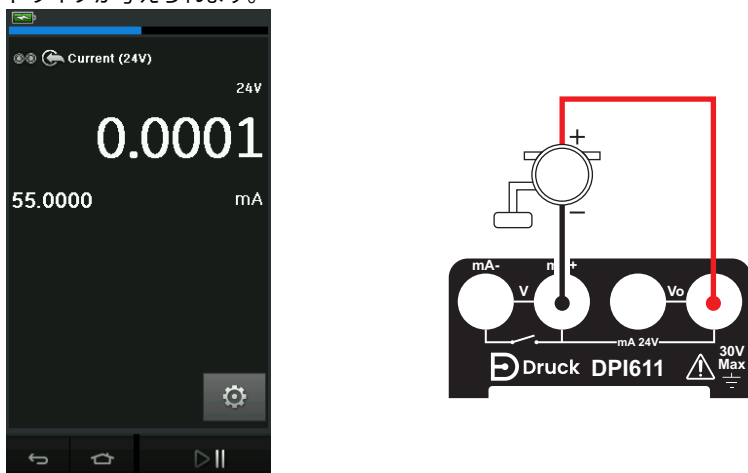 Current (24V)
24V
0.0001
55.0000 mA
+
−
mA- +
V Vo
mA 24V
Druck DPI611
30V
Max